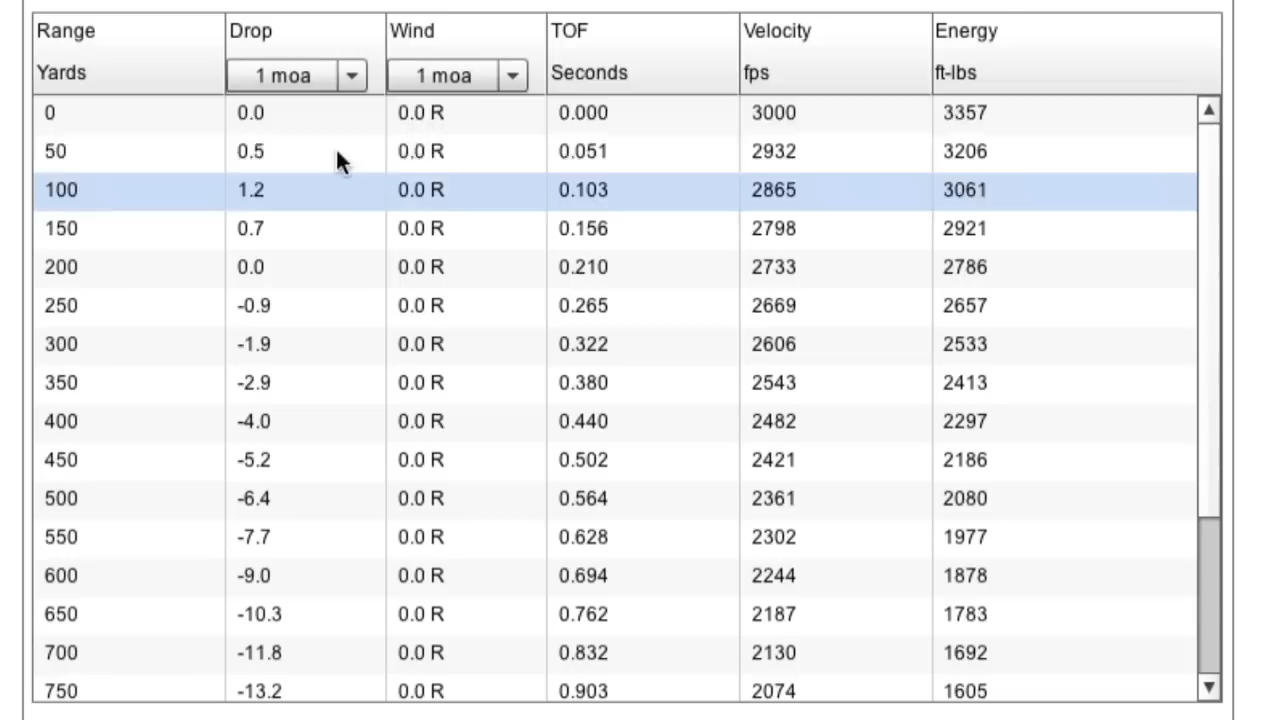 Range Drop Wind TOF Velocity Energy
Yards 1 moa 1 moa Seconds fps ft-lbs
0 0.0 0.0 R 0.000 3000 3357
50 0.5 0.0 R 0.051 2932 3206
100 1.2 0.0 R 0.103 2865 3061
150 0.7 0.0 R 0.156 2798 2921
200 0.0 0.0 R 0.210 2733 2786
250 -0.9 0.0 R 0.265 2669 2657
300 -1.9 0.0 R 0.322 2606 2533
350 -2.9 0.0 R 0.380 2543 2413
400 -4.0 0.0 R 0.440 2482 2297
450 -5.2 0.0 R 0.502 2421 2186
500 -6.4 0.0 R 0.564 2361 2080
550 -7.7 0.0 R 0.628 2302 1977
600 -9.0 0.0 R 0.694 2244 1878
650 -10.3 0.0 R 0.762 2187 1783
700 -11.8 0.0 R 0.832 2130 1692
750 -13.2 0.0 R 0.903 2074 1605